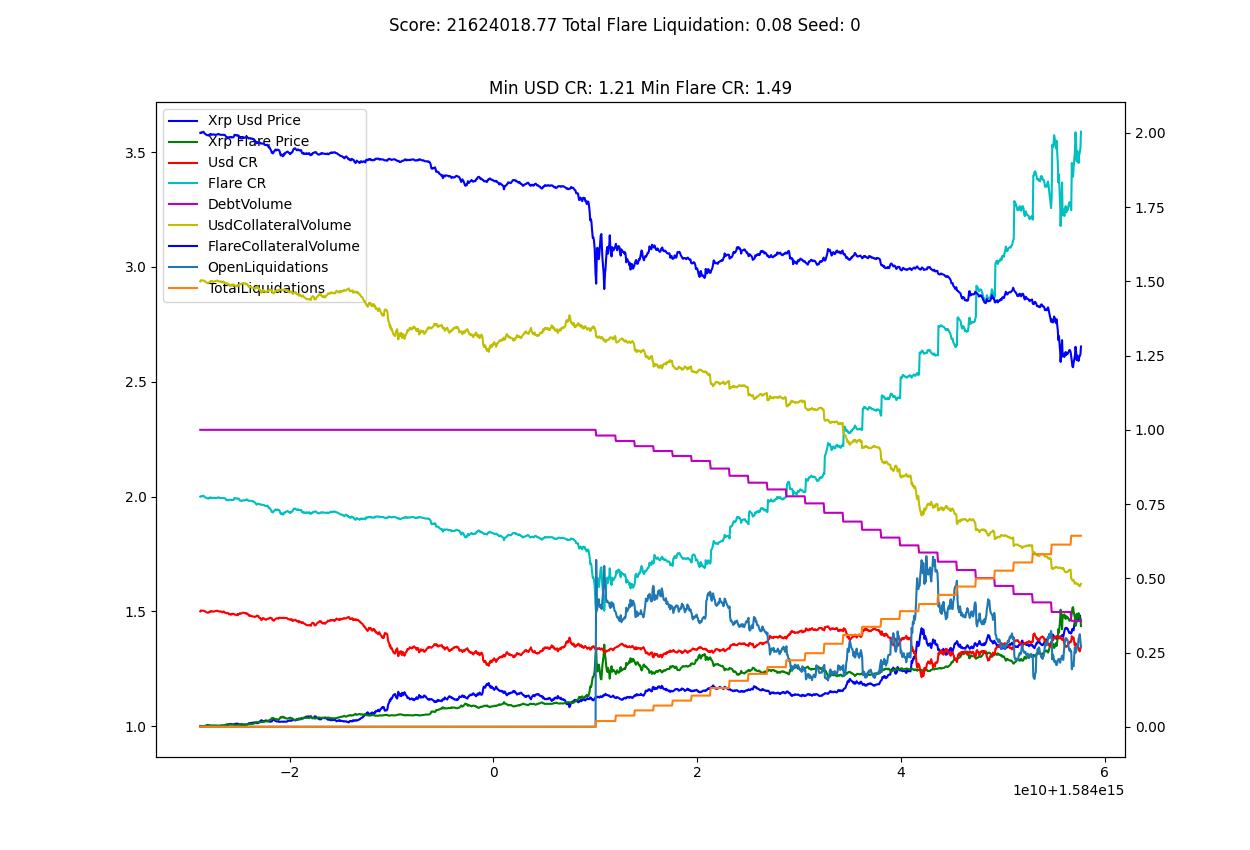 Score: 21624018.77 Total Flare Liquidation: 0.08 Seed: 0
Min USD CR: 1.21 Min Flare CR: 1.49
Xrp Usd Price
Xrp Flare Price
Usd CR
Flare CR
DebtVolume
UsdCollateralVolume
FlareCollateralVolume
OpenLiquidations
TotalLiquidations
3.5
3.0
2.5
2.0
1.5
1.0
2.00
1.75
1.50
1.25
1.00
0.75
0.50
0.25
0.00
−2
0
2
4
6
1e10+1.584e15